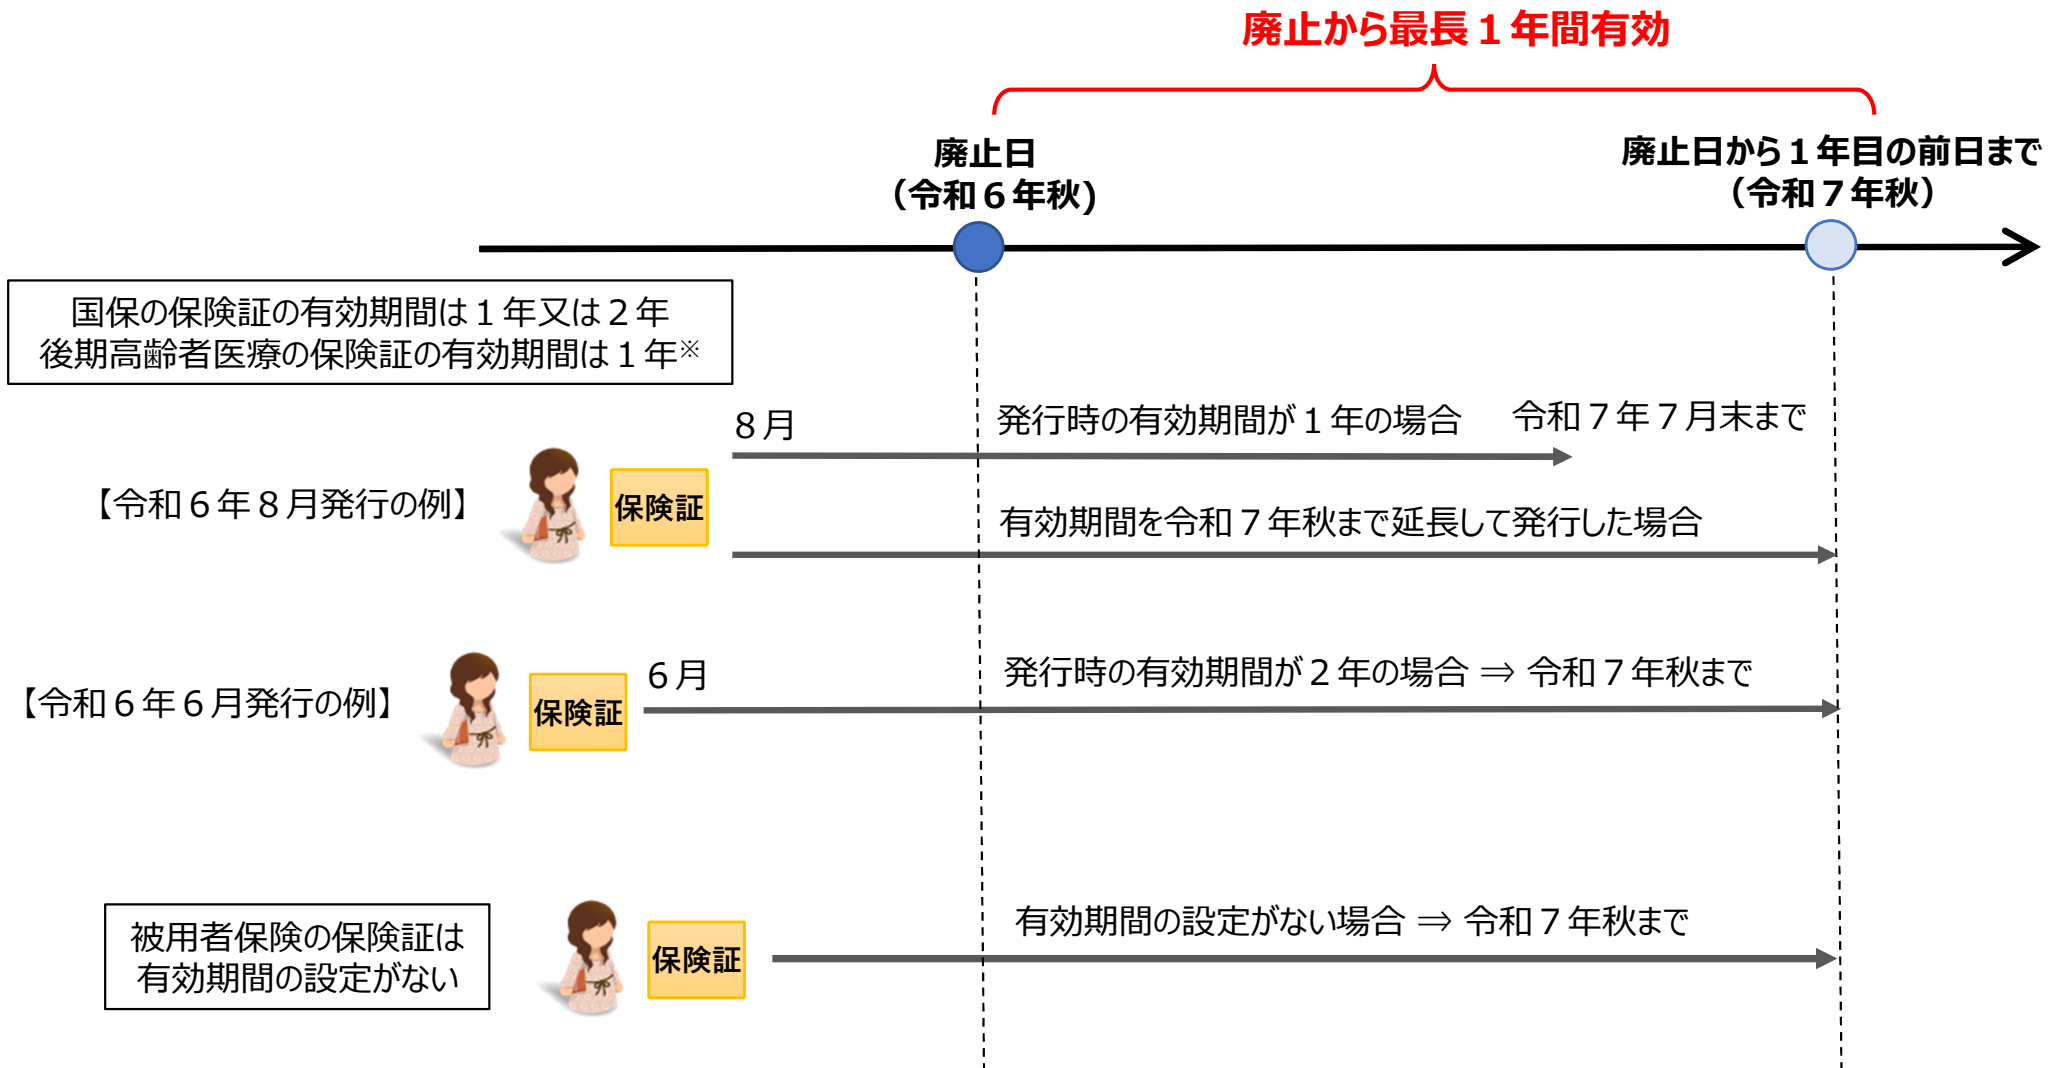 廃止から最長１年間有効
廃止日
（令和６年秋)
廃止日から１年目の前日まで
（令和７年秋）
国保の保険証の有効期間は１年又は２年
後期高齢者医療の保険証の有効期間は１年※
８月
発行時の有効期間が１年の場合
令和７年７月末まで
【令和６年８月発行の例】
保険証
有効期間を令和７年秋まで延長して発行した場合
６月
発行時の有効期間が２年の場合 ⇒ 令和７年秋まで
【令和６年６月発行の例】
保険証
被用者保険の保険証は
有効期間の設定がない
保険証
有効期間の設定がない場合 ⇒ 令和７年秋まで